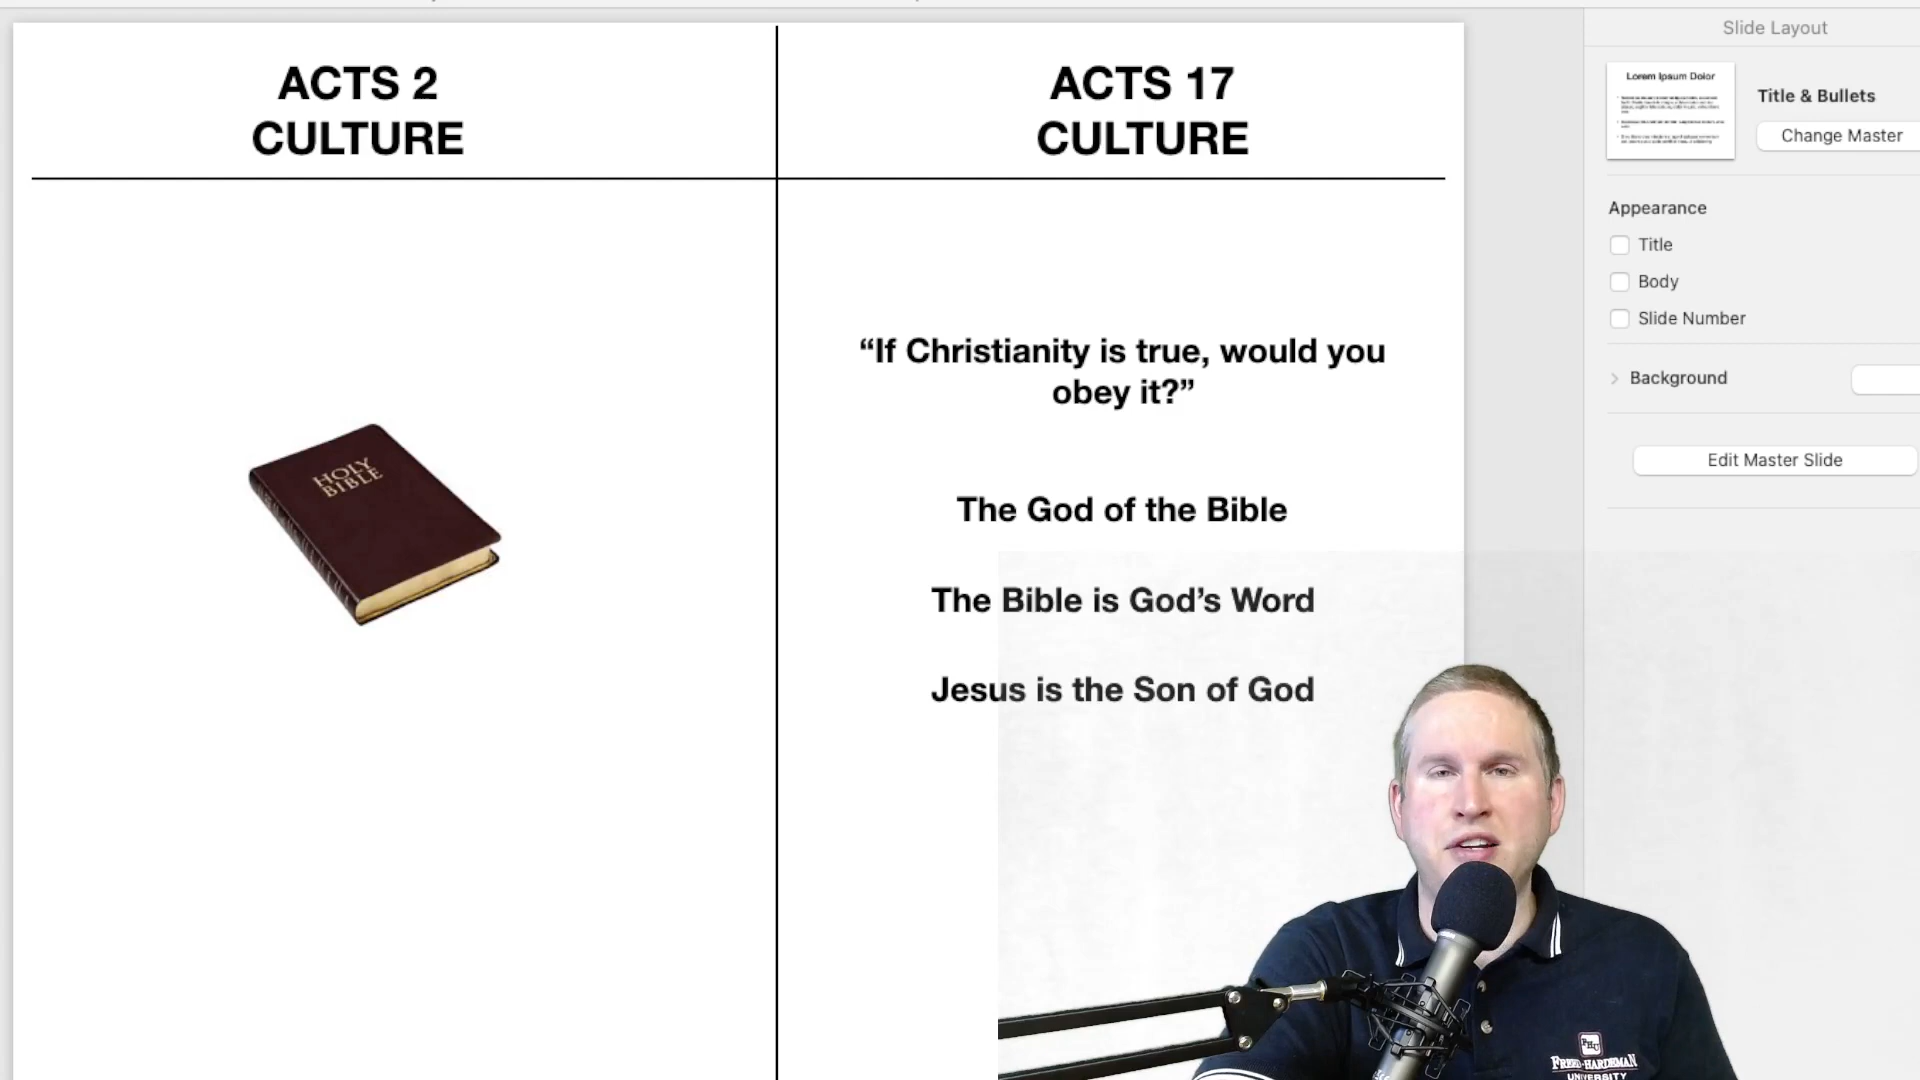 ACTS 2
CULTURE
ACTS 17
CULTURE
HOLY
BIBLE
“If Christianity is true, would you
obey it?”
The God of the Bible
The Bible is God’s Word
Jesus is the Son of God
Slide Layout
Lorem Ipsum Dolor
Title & Bullets
Change Master
Appearance
Title
Body
Slide Number
Background
Edit Master Slide
FHU
FREED-HARDEMAN
UNIVERSITY